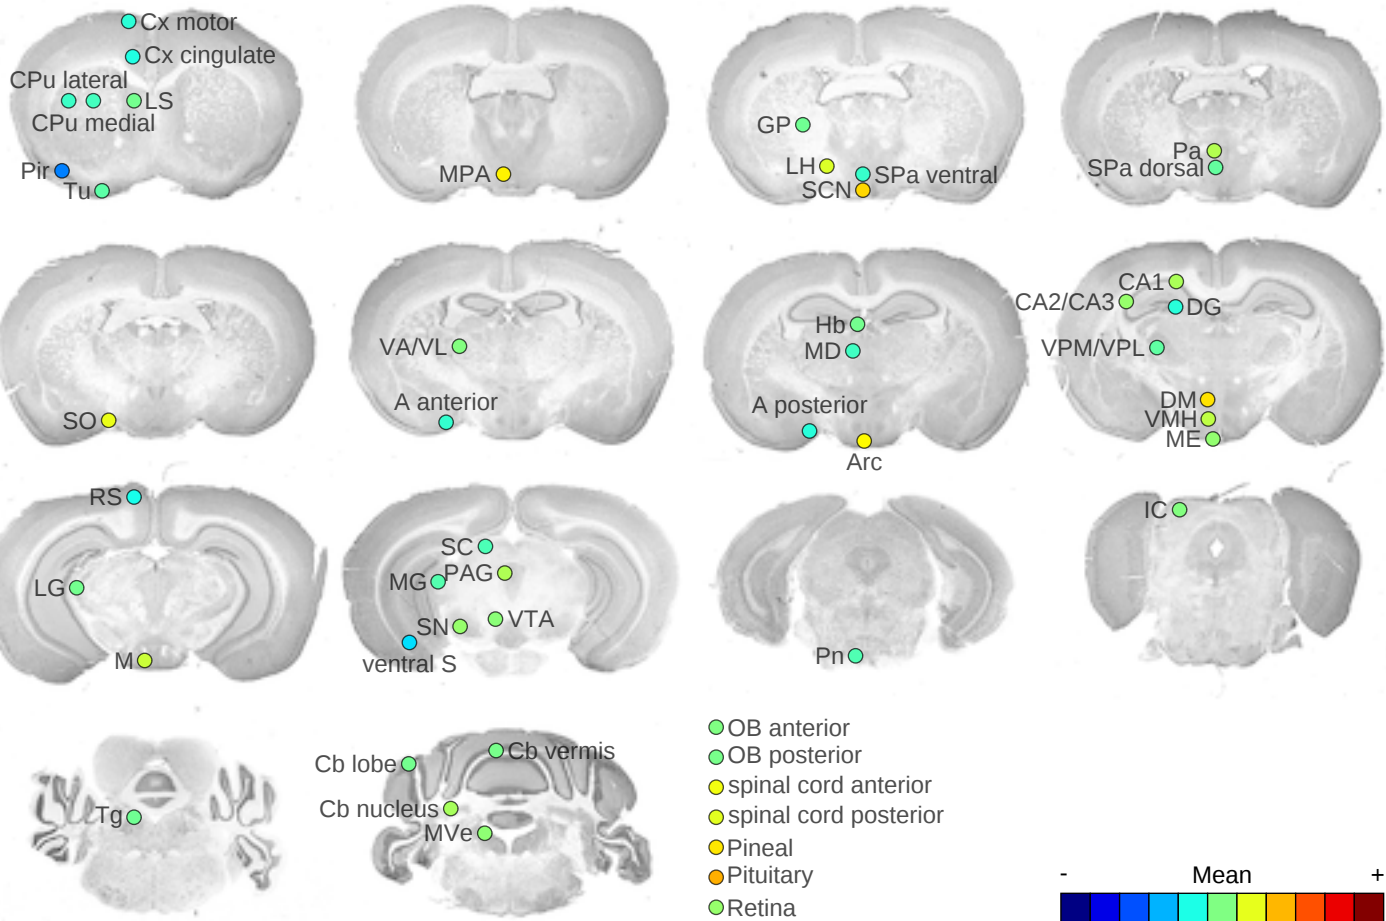 Cx motor
Cx cingulate
CPu lateral
LS
CPu medial
Pir
Tu
MPA
GP
LH
SPa ventral
SCN
Pa
SPa dorsal
SO
VA/VL
A anterior
Hb
MD
A posterior
Arc
CA1
CA2/CA3
DG
VPM/VPL
DM
VMH
ME
RS
LG
M
SC
PAG
MG
VTA
SN
ventral S
Pn
IC
Tg
Cb vermis
Cb lobe
Cb nucleus
MVe
OB anterior
OB posterior
spinal cord anterior
spinal cord posterior
Pineal
Pituitary
Retina
- Mean +